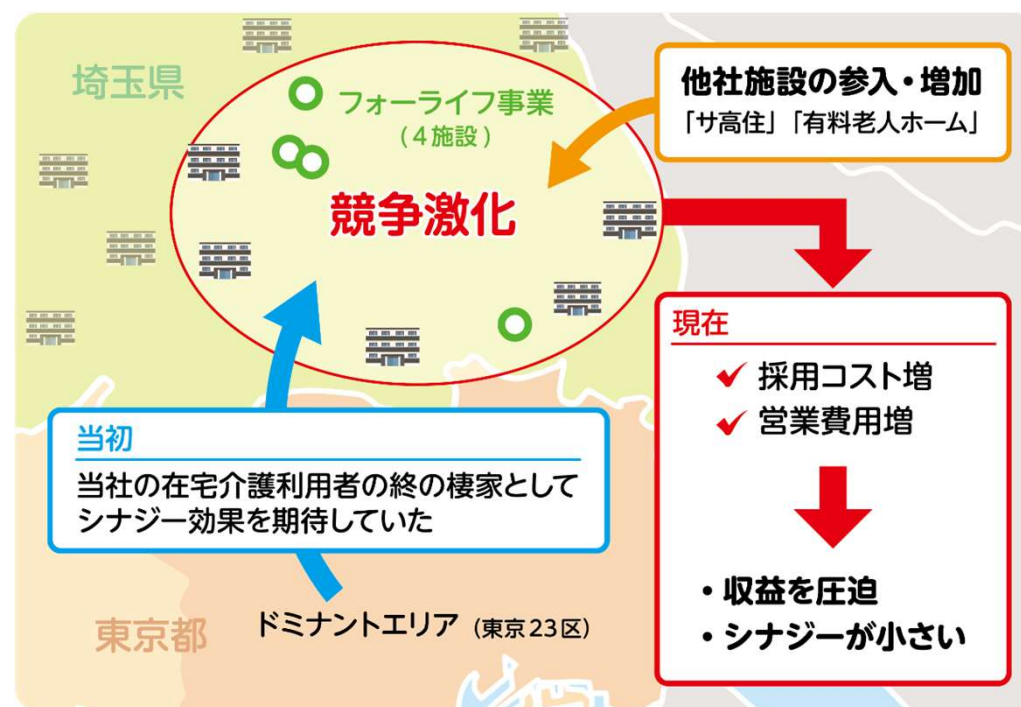 埼玉県
フォーライフ事業
(4施設)
競争激化
他社施設の参入・増加
「サ高住」「有料老人ホーム」
当初
当社の在宅介護利用者の終の棲家として
シナジー効果を期待していた
東京都
ドミナントエリア (東京23区)
現在
採用コスト増
営業費用増
・収益を圧迫
・シナジーが小さい